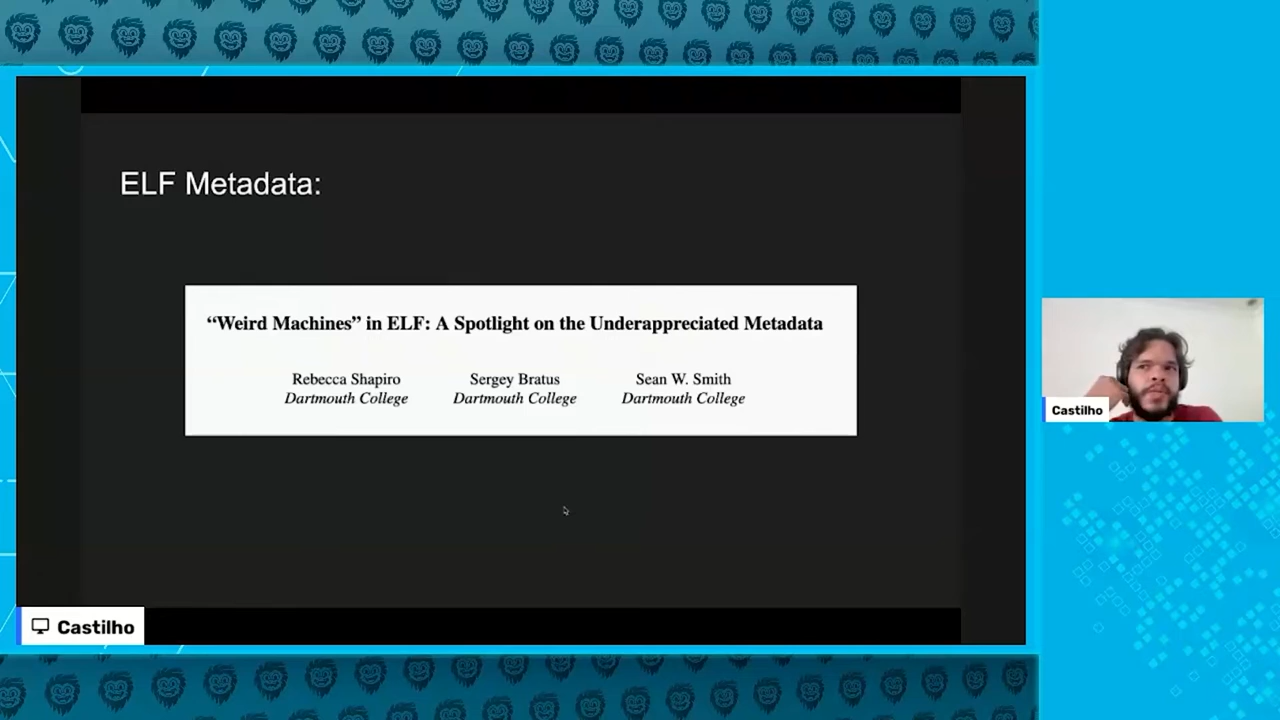 ELF Metadata:
“Weird Machines” in ELF: A Spotlight on the Underappreciated Metadata
Rebecca Shapiro
Dartmouth College
Sergey Bratus
Dartmouth College
Sean W. Smith
Dartmouth College
Castilho
Castilho